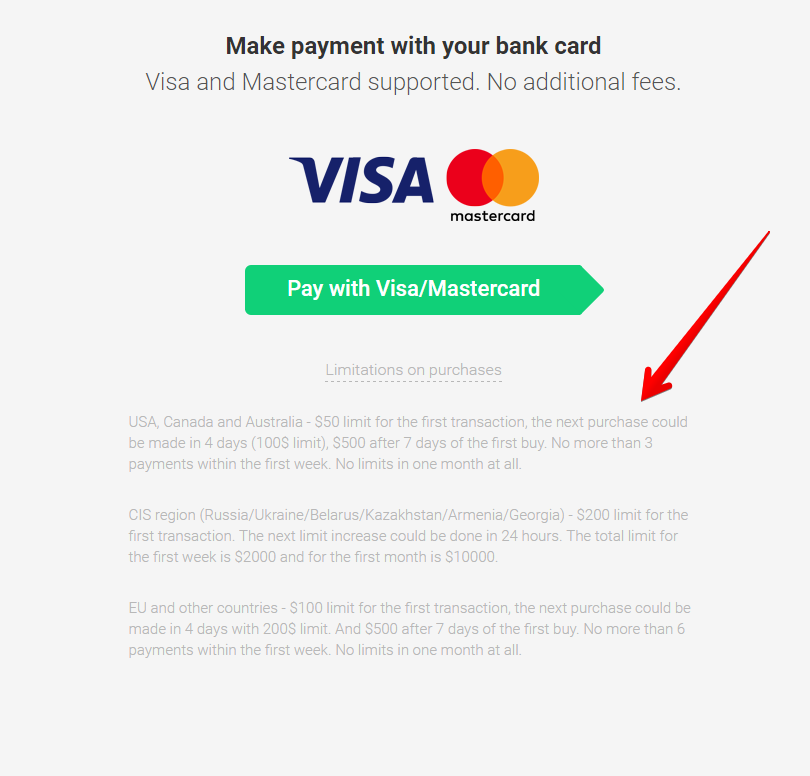 Make payment with your bank card
Visa and Mastercard supported. No additional fees.
VISA
mastercard
Pay with Visa/Mastercard
Limitations on purchases
USA, Canada and Australia - $50 limit for the first transaction, the next purchase could
be made in 4 days (100$ limit), $500 after 7 days of the first buy. No more than 3
payments within the first week. No limits in one month at all.
CIS region (Russia/Ukraine/Belarus/Kazakhstan/Armenia/Georgia) - $200 limit for the
first transaction. The next limit increase could be done in 24 hours. The total limit for
the first week is $2000 and for the first month is $10000.
EU and other countries - $100 limit for the first transaction, the next purchase could be
made in 4 days with 200$ limit. And $500 after 7 days of the first buy. No more than 6
payments within the first week. No limits in one month at all.